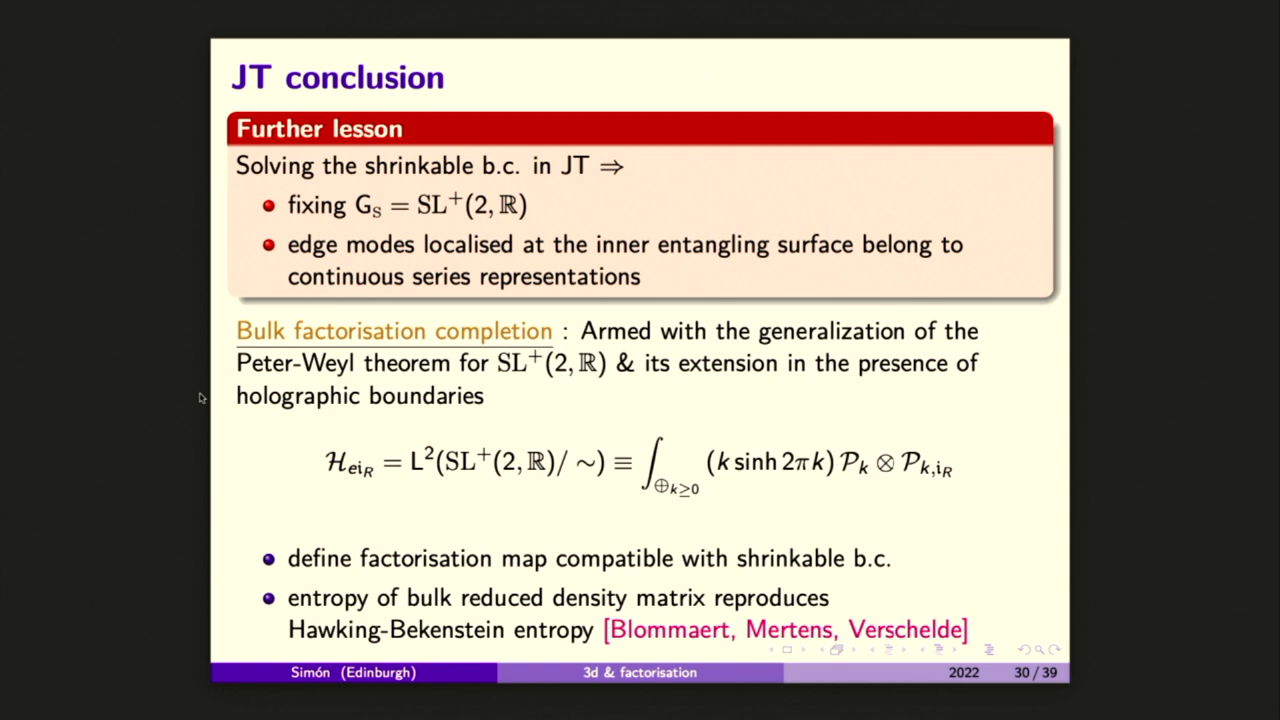 JT conclusion
Further lesson
Solving the shrinkable b.c. in JT ⇒
fixing G_S = SL⁺(2, ℝ)
edge modes localised at the inner entangling surface belong to
continuous series representations
Bulk factorisation completion : Armed with the generalization of the
Peter-Weyl theorem for SL⁺(2, ℝ) & its extension in the presence of
holographic boundaries
ℋ_{ei_R} = L²(SL⁺(2, ℝ)/ ∼) ≡ ∫_{⊕k≥0} (k sinh 2πk) 𝒫_k ⊗ 𝒫_{k,i_R}
define factorisation map compatible with shrinkable b.c.
entropy of bulk reduced density matrix reproduces
Hawking-Bekenstein entropy [Blommaert, Mertens, Verschelde]
Simón (Edinburgh) 3d & factorisation 2022 30 / 39